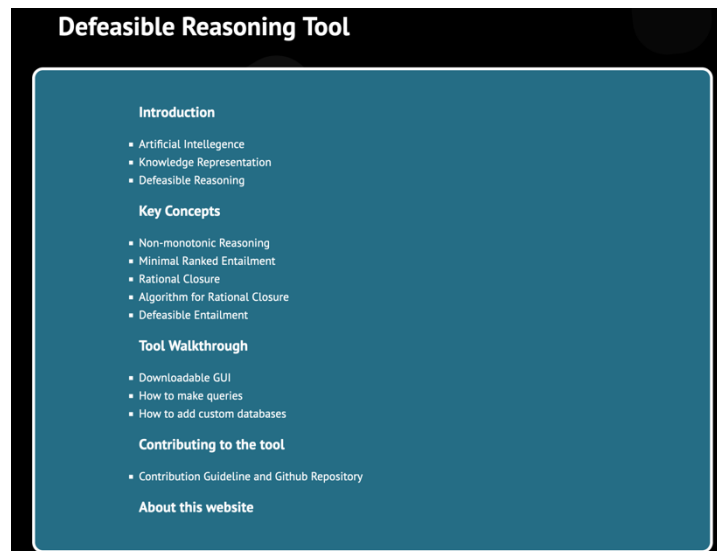 Defeasible Reasoning Tool
Introduction
Artificial Intellegence
Knowledge Representation
Defeasible Reasoning
Key Concepts
Non-monotonic Reasoning
Minimal Ranked Entailment
Rational Closure
Algorithm for Rational Closure
Defeasible Entailment
Tool Walkthrough
Downloadable GUI
How to make queries
How to add custom databases
Contributing to the tool
Contribution Guideline and Github Repository
About this website